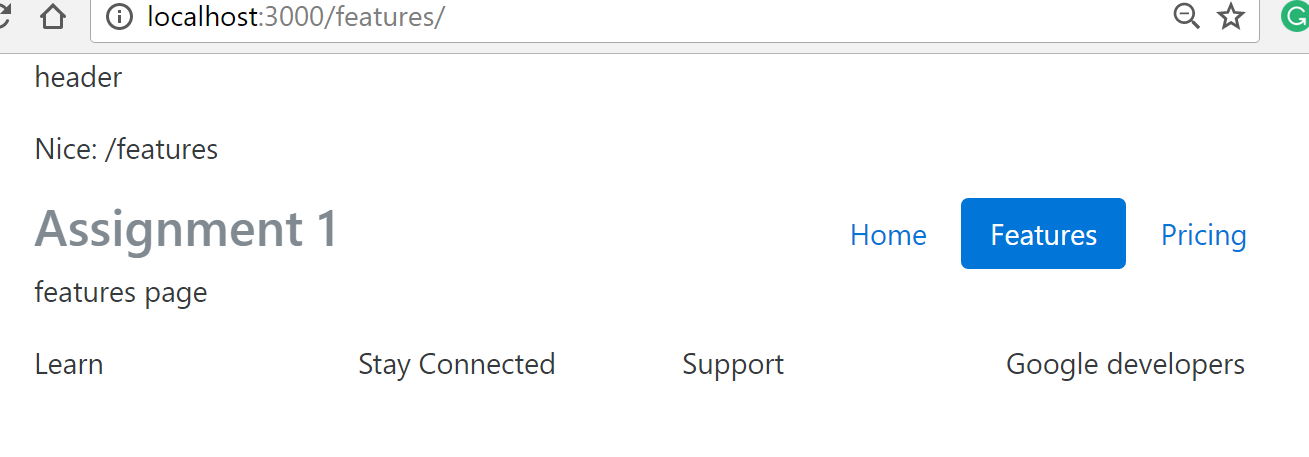 localhost:3000/features/
header
Nice: /features
Assignment 1 Home Features Pricing
features page
Learn Stay Connected Support Google developers